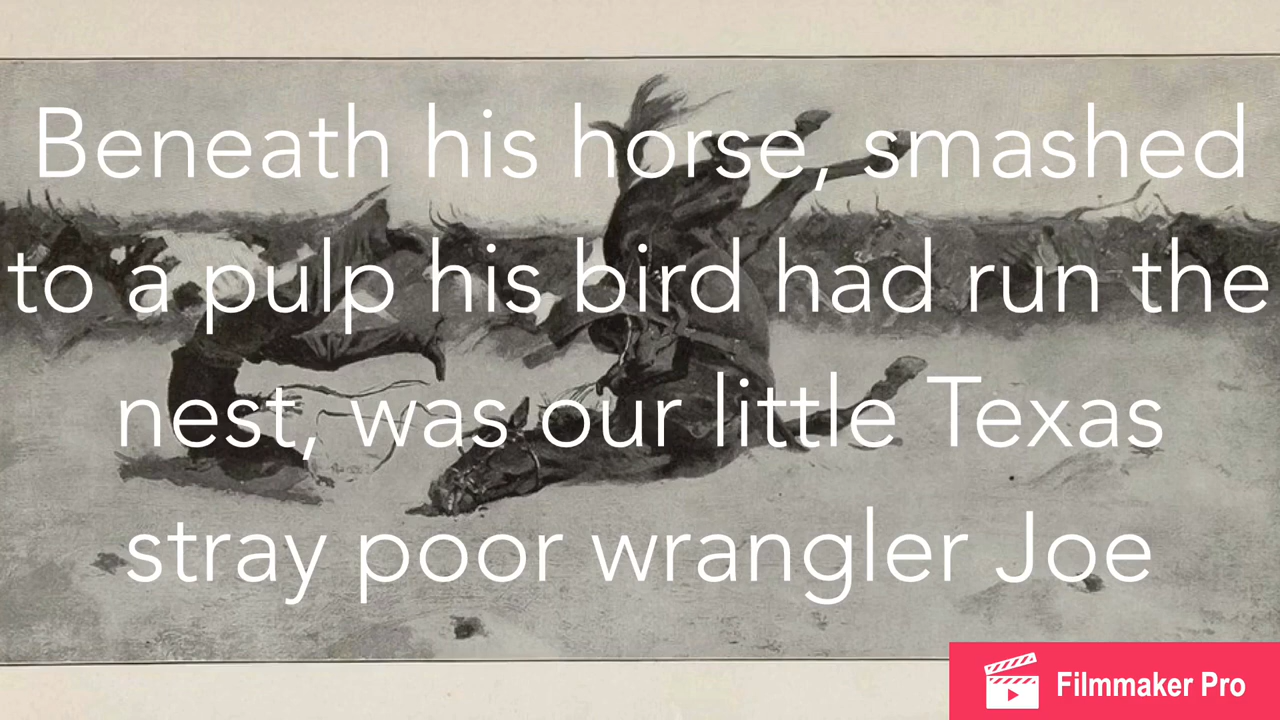 Beneath his horse, smashed
to a pulp his bird had run the
nest, was our little Texas
stray poor wrangler Joe
Filmmaker Pro